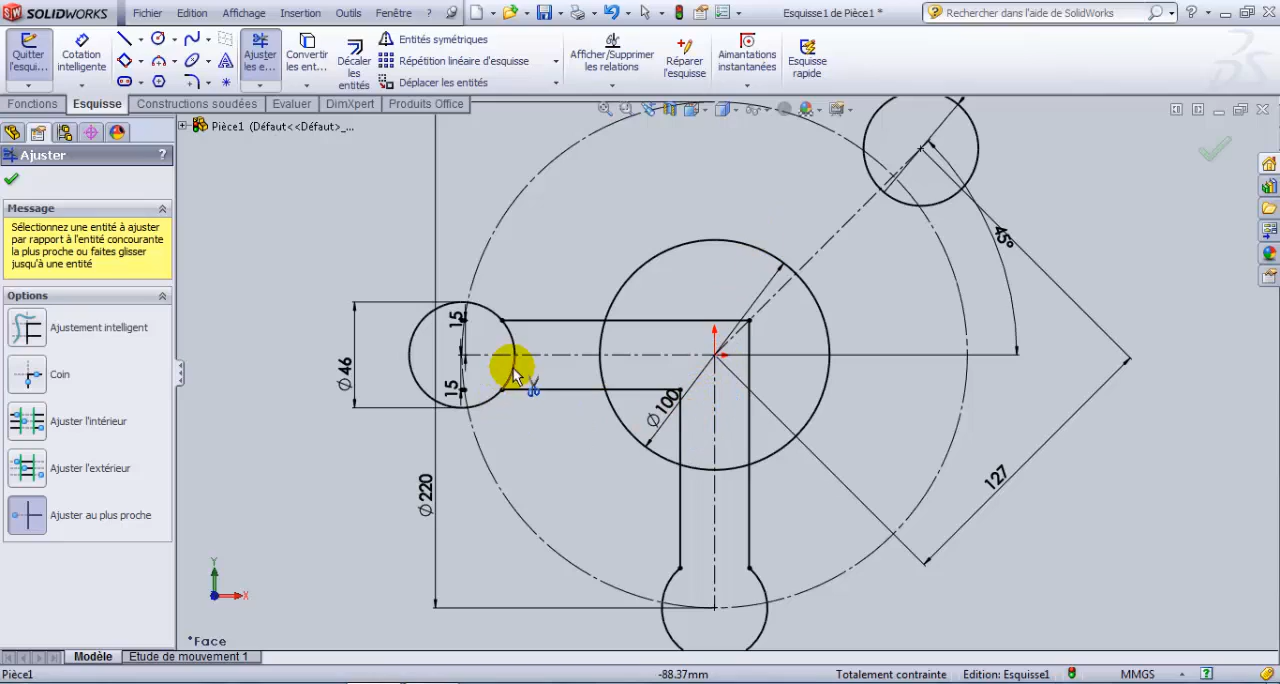 SW SOLIDWORKS
Fichier Edition Affichage Insertion Outils Fenêtre ?
Esquisse1 de Pièce1 *
Rechercher dans l'aide de SolidWorks
Quitter l'esqui...
Cotation intelligente
Ajuster les e...
Convertir les ent...
Décaler les entités
Entités symétriques
Répétition linéaire d'esquisse
Déplacer les entités
Afficher/Supprimer les relations
Réparer l'esquisse
Aimantations instantanées
Esquisse rapide
Fonctions Esquisse Constructions soudées Evaluer DimXpert Produits Office
Pièce1 (Défaut<<Défaut>_...
Ajuster ?
Message
Sélectionnez une entité à ajuster
par rapport à l'entité concourante
la plus proche ou faites glisser
jusqu'à une entité
Options
Ajustement intelligent
Coin
Ajuster l'intérieur
Ajuster l'extérieur
Ajuster au plus proche
45°
15
Ø46
15
Ø100
Ø220
127
Y
X
*Face
Modèle Etude de mouvement 1
Pièce1 -88.37mm Totalement contrainte Edition: Esquisse1 MMGS ?